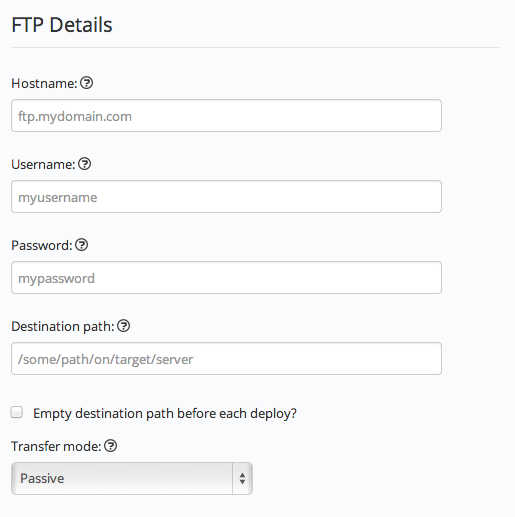 FTP Details
Hostname: ?
ftp.mydomain.com
Username: ?
myusername
Password: ?
mypassword
Destination path: ?
/some/path/on/target/server
Empty destination path before each deploy?
Transfer mode: ?
Passive